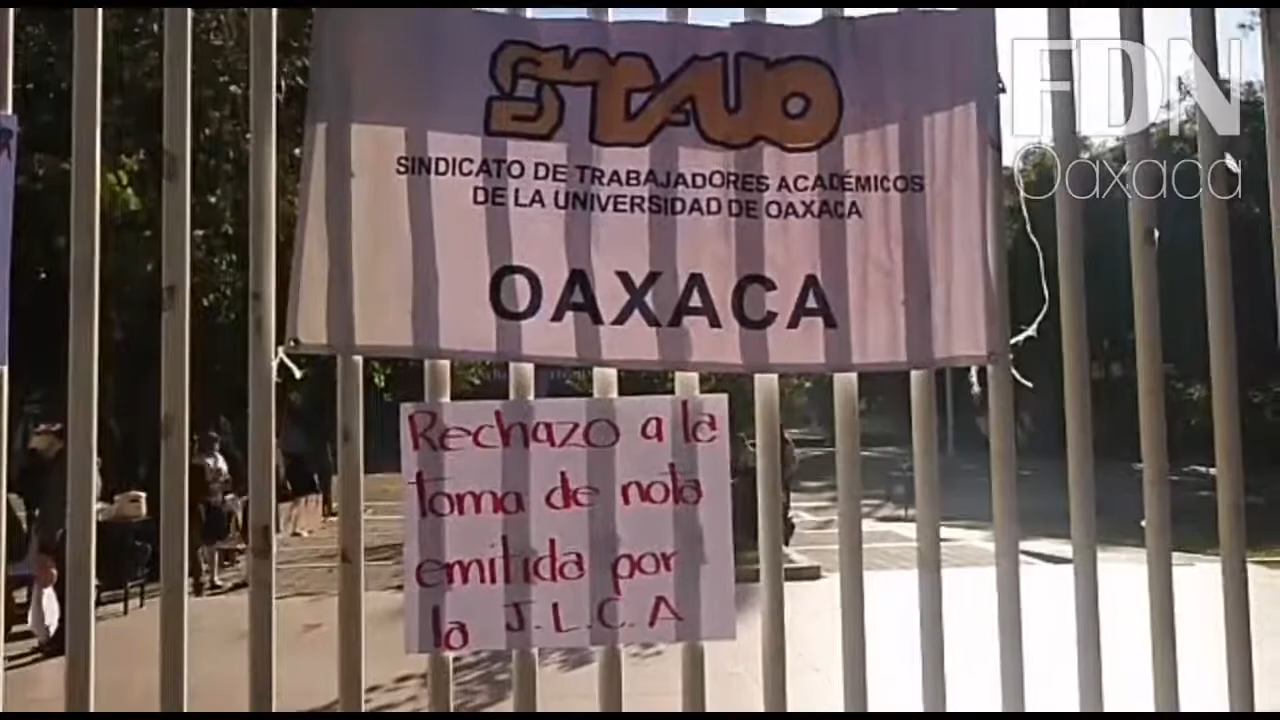 FDN
Oaxaca
STAUO
SINDICATO DE TRABAJADORES ACADÉMICOS
DE LA UNIVERSIDAD DE OAXACA
OAXACA
Rechazo a la
toma de nota
emitida por
la J.L.C.A